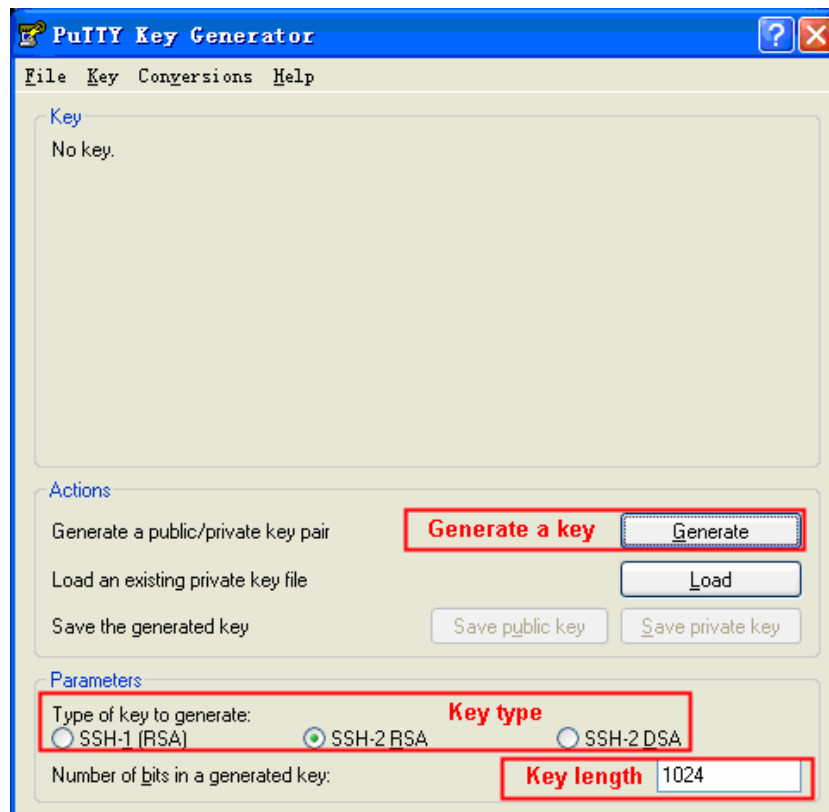 PuTTY Key Generator
File Key Conversions Help
Key
No key.
Actions
Generate a public/private key pair Generate a key Generate
Load an existing private key file Load
Save the generated key Save public key Save private key
Parameters
Type of key to generate: Key type
SSH-1 (RSA) SSH-2 RSA SSH-2 DSA
Number of bits in a generated key: Key length 1024